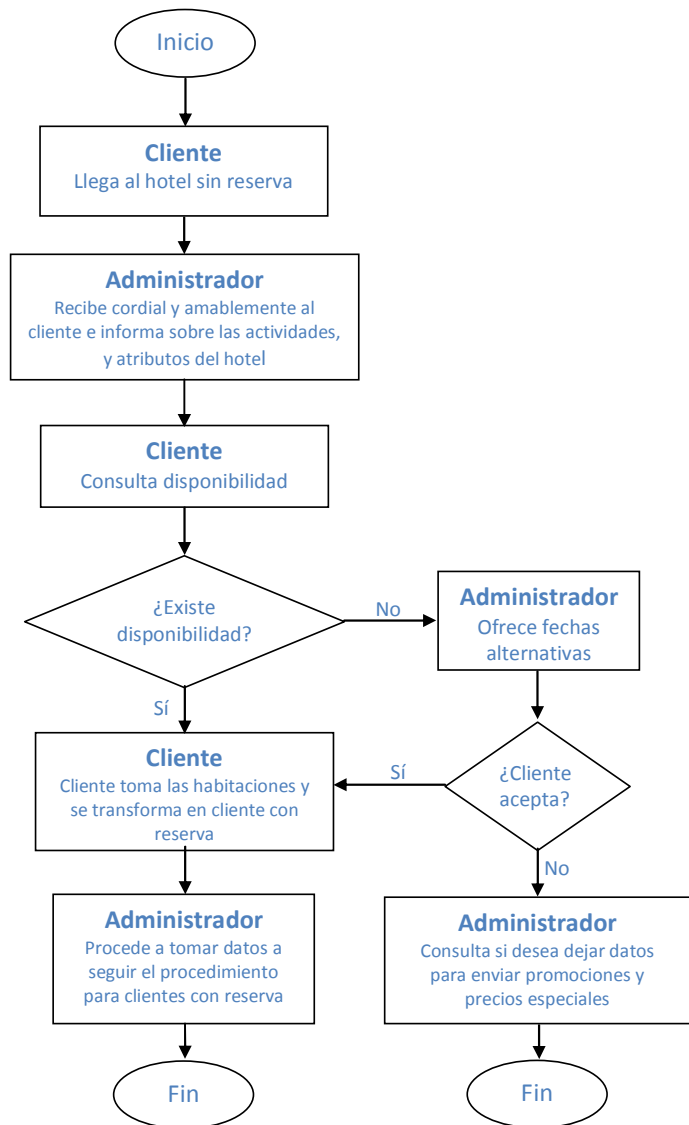 Inicio
Cliente
Llega al hotel sin reserva
Administrador
Recibe cordial y amablemente al
cliente e informa sobre las actividades,
y atributos del hotel
Cliente
Consulta disponibilidad
¿Existe
disponibilidad?
No
Administrador
Ofrece fechas
alternativas
Sí
Cliente
Cliente toma las habitaciones y
se transforma en cliente con
reserva
Sí
¿Cliente
acepta?
No
Administrador
Procede a tomar datos a
seguir el procedimiento
para clientes con reserva
Administrador
Consulta si desea dejar datos
para enviar promociones y
precios especiales
Fin
Fin